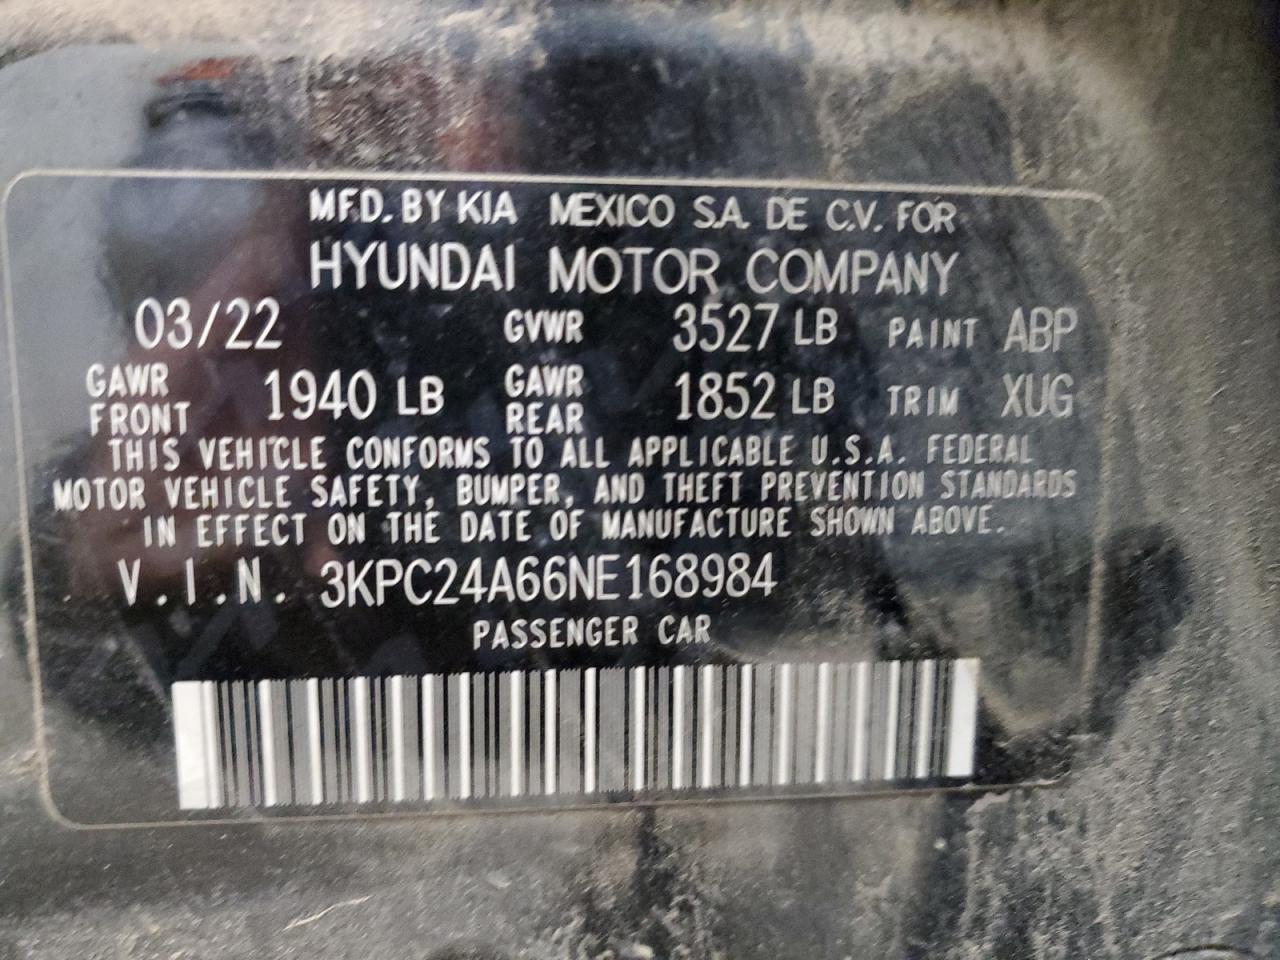 MFD. BY KIA MEXICO S.A. DE C.V. FOR
HYUNDAI MOTOR COMPANY
03/22 GVWR 3527 LB PAINT ABP
GAWR FRONT 1940 LB GAWR REAR 1852 LB TRIM XUG
THIS VEHICLE CONFORMS TO ALL APPLICABLE U.S.A. FEDERAL
MOTOR VEHICLE SAFETY, BUMPER, AND THEFT PREVENTION STANDARDS
IN EFFECT ON THE DATE OF MANUFACTURE SHOWN ABOVE.
V.I.N. 3KPC24A66NE168984
PASSENGER CAR